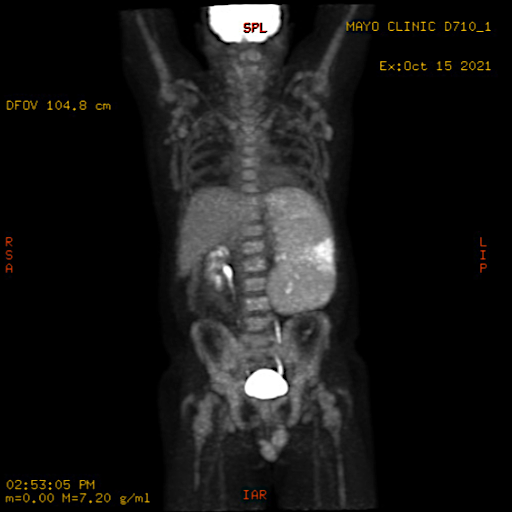 SPL
MAYO CLINIC D710_1
Ex:Oct 15 2021
DFOV 104.8 cm
R
S
A
L
I
P
02:53:05 PM
m=0.00 M=7.20 g/ml
IAR